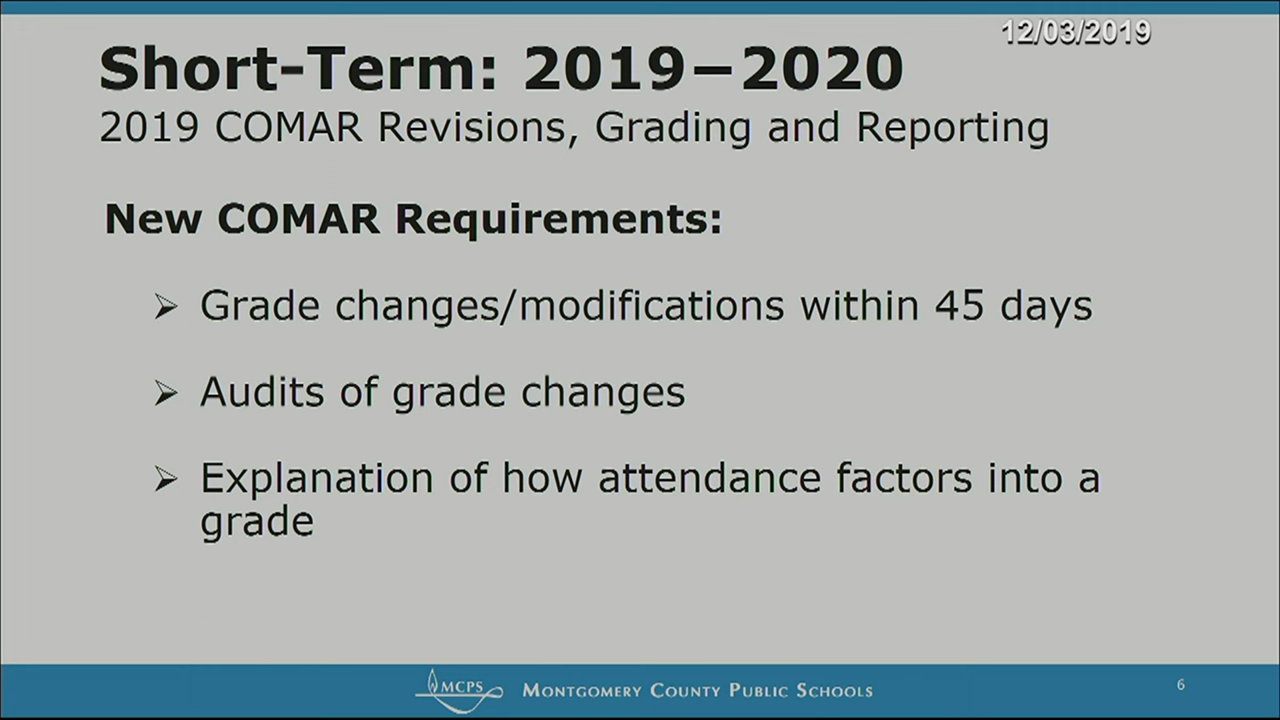 12/03/2019
Short-Term: 2019−2020
2019 COMAR Revisions, Grading and Reporting
New COMAR Requirements:
➢ Grade changes/modifications within 45 days
➢ Audits of grade changes
➢ Explanation of how attendance factors into a
grade
MCPS MONTGOMERY COUNTY PUBLIC SCHOOLS 6